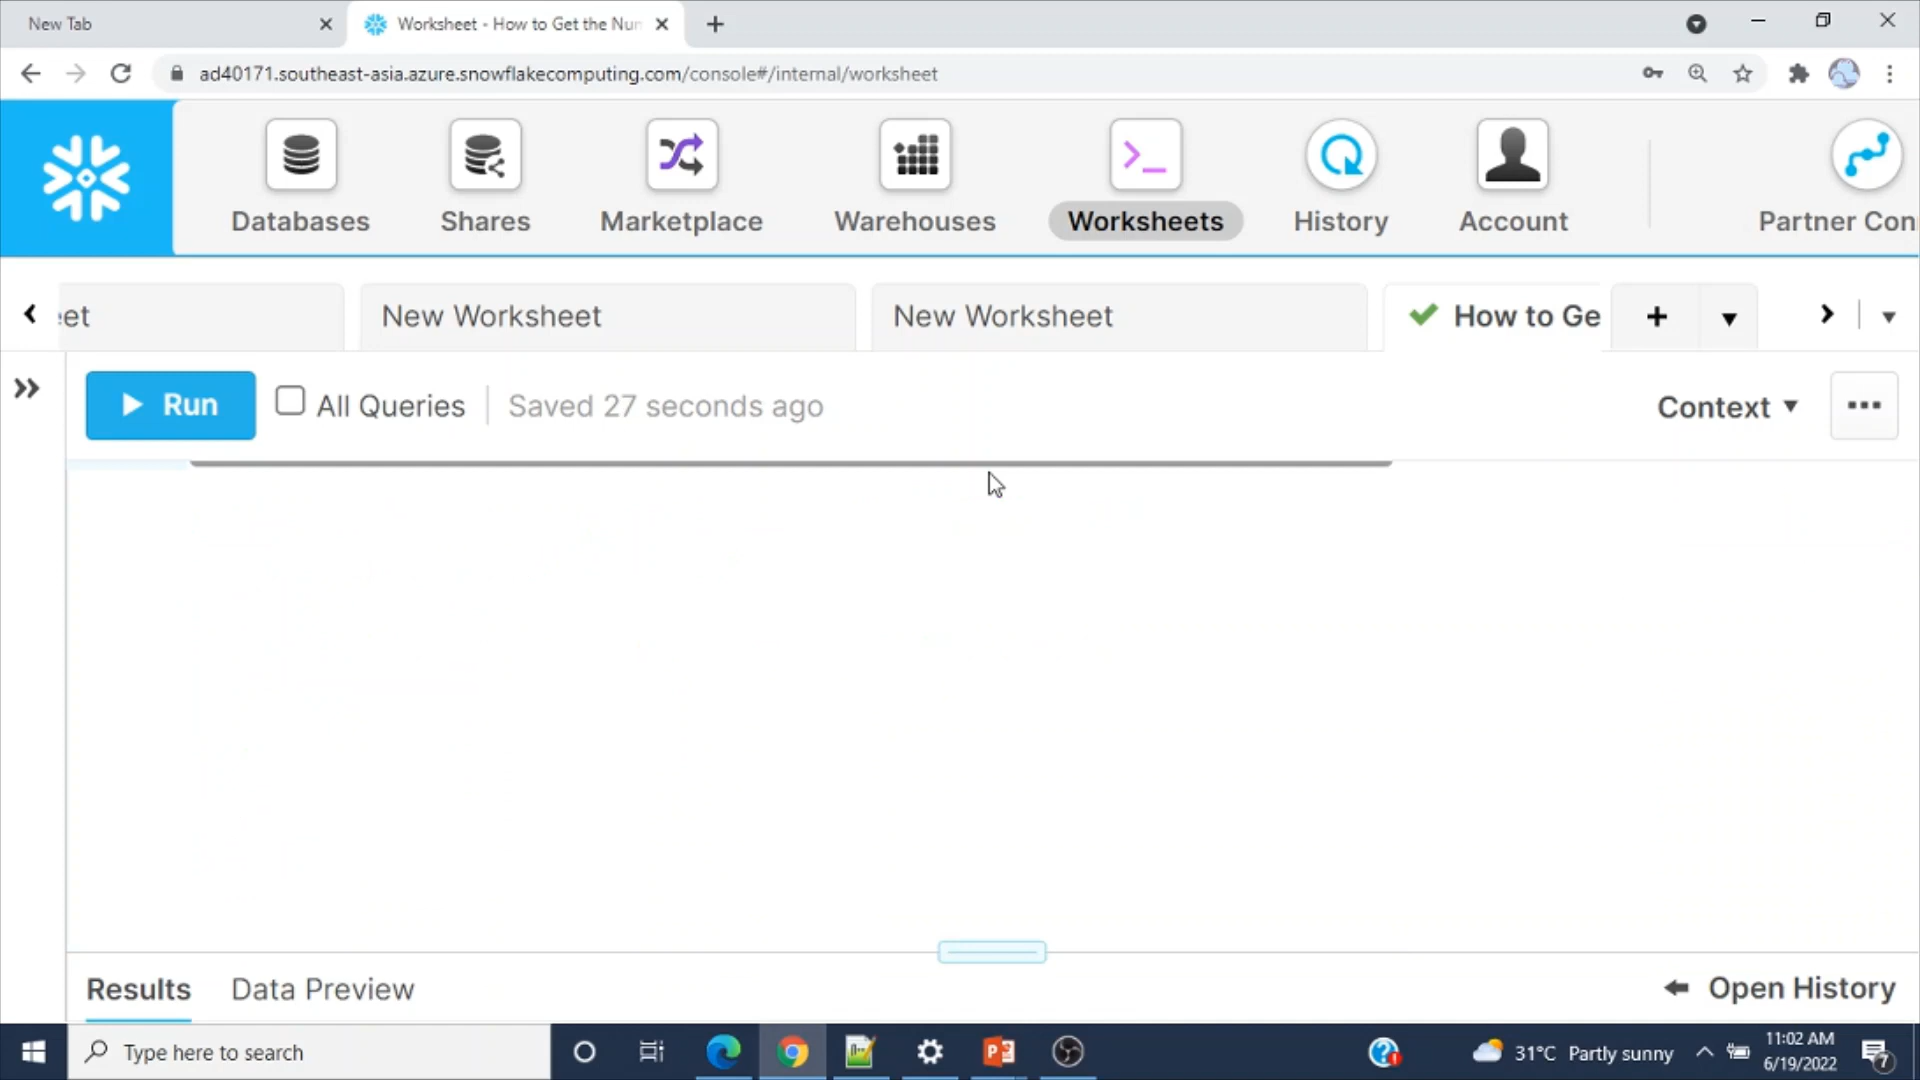 New Tab
Worksheet - How to Get the Num
ad40171.southeast-asia.azure.snowflakecomputing.com/console#/internal/worksheet
Databases Shares Marketplace Warehouses Worksheets History Account Partner Con
eet New Worksheet New Worksheet How to Ge
Run All Queries Saved 27 seconds ago Context
Results Data Preview Open History
Type here to search
31°C Partly sunny
11:02 AM
6/19/2022
7